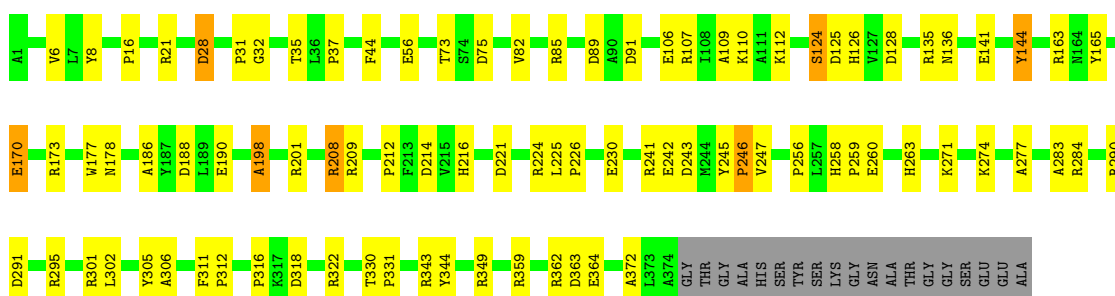 A1 V6 L7 Y8 P16 R21 D28 P31 G32 T35 L36 P37 F44 E56 T73 S74 D75 V82 R85 D89 A90 D91 E106 R107 I108 A109 K110 A111 K112 S124 D125 H126 V127 D128 R135 N136 E141 Y144 R163 N164 Y165
E170 R173 W177 N178 A186 Y187 D188 L189 E190 A198 R201 R208 R209 P212 F213 D214 V215 H216 D221 R224 L225 P226 E230 R241 E242 D243 M244 Y245 P246 V247 P256 L257 H258 P259 E260 H263 K271 K274 A277 A283 R284
D291 R295 R301 L302 Y305 A306 F311 P312 P316 K317 D318 R322 T330 P331 R343 Y344 R349 R359 R362 D363 E364 A372 L373 A374 GLY THR GLY ALA HIS SER TYR SER LYS GLY ASN ALA ALA THR GLY GLY SER GLU GLU ALA